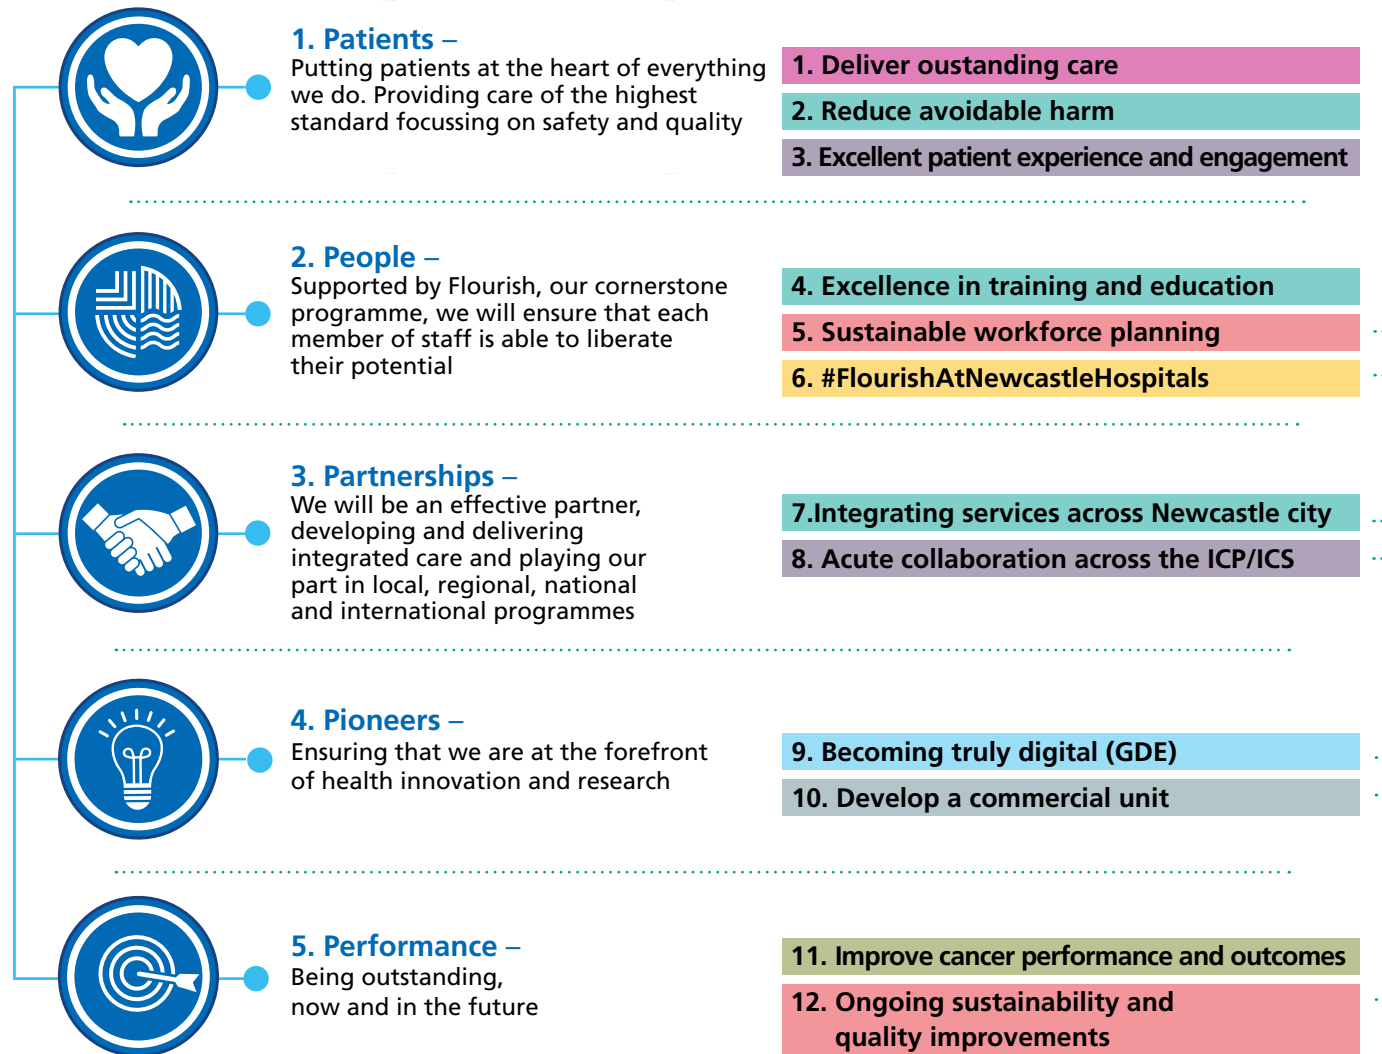 1. Patients –
Putting patients at the heart of everything
we do. Providing care of the highest
standard focussing on safety and quality
1. Deliver oustanding care
2. Reduce avoidable harm
3. Excellent patient experience and engagement
2. People –
Supported by Flourish, our cornerstone
programme, we will ensure that each
member of staff is able to liberate
their potential
4. Excellence in training and education
5. Sustainable workforce planning
6. #FlourishAtNewcastleHospitals
3. Partnerships –
We will be an effective partner,
developing and delivering
integrated care and playing our
part in local, regional, national
and international programmes
7.Integrating services across Newcastle city
8. Acute collaboration across the ICP/ICS
4. Pioneers –
Ensuring that we are at the forefront
of health innovation and research
9. Becoming truly digital (GDE)
10. Develop a commercial unit
5. Performance –
Being outstanding,
now and in the future
11. Improve cancer performance and outcomes
12. Ongoing sustainability and
quality improvements